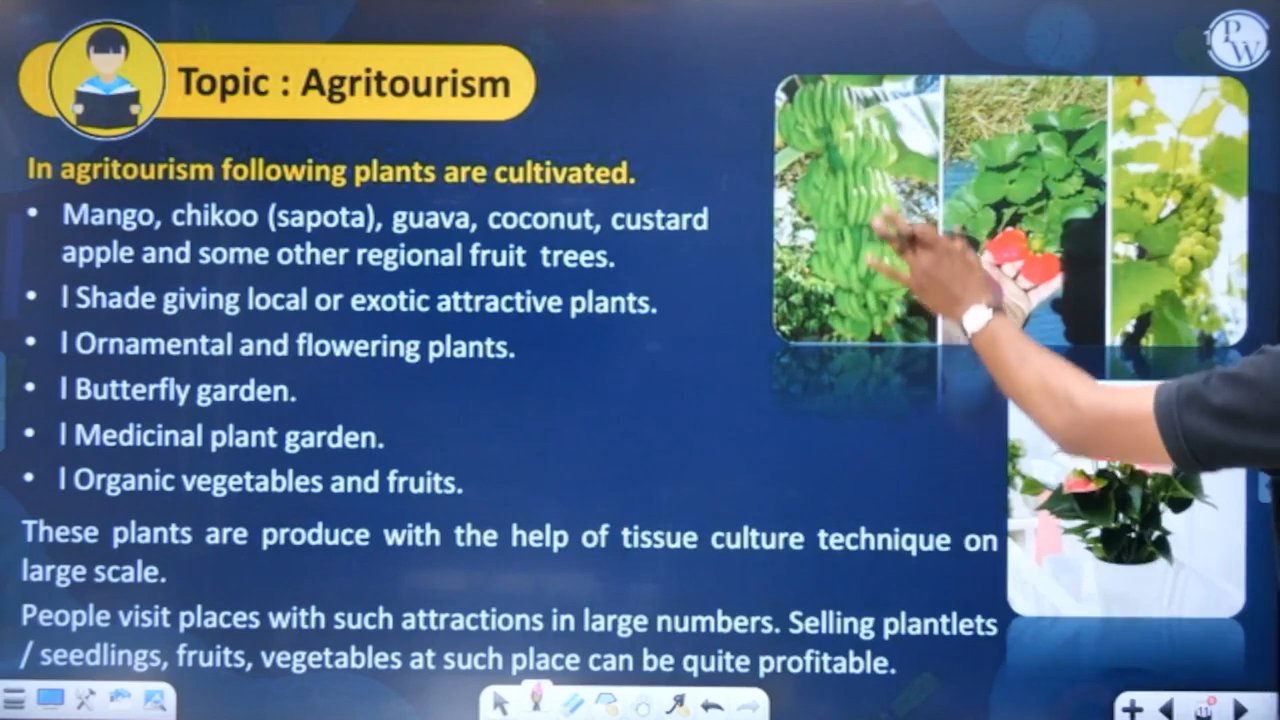 Topic : Agritourism
PW
In agritourism following plants are cultivated.
• Mango, chikoo (sapota), guava, coconut, custard
apple and some other regional fruit trees.
• l Shade giving local or exotic attractive plants.
• l Ornamental and flowering plants.
• l Butterfly garden.
• l Medicinal plant garden.
• l Organic vegetables and fruits.
These plants are produce with the help of tissue culture technique on
large scale.
People visit places with such attractions in large numbers. Selling plantlets
/ seedlings, fruits, vegetables at such place can be quite profitable.